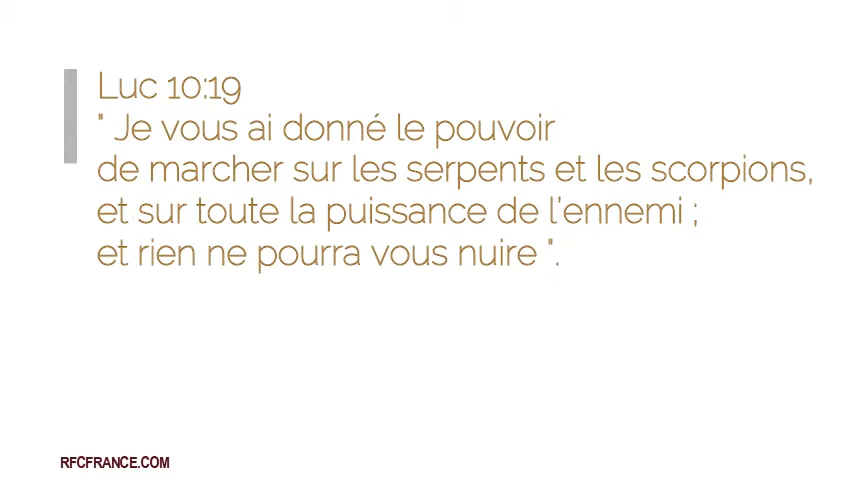 Luc 10:19
" Je vous ai donné le pouvoir
de marcher sur les serpents et les scorpions,
et sur toute la puissance de l'ennemi ;
et rien ne pourra vous nuire ".
RFCFRANCE.COM